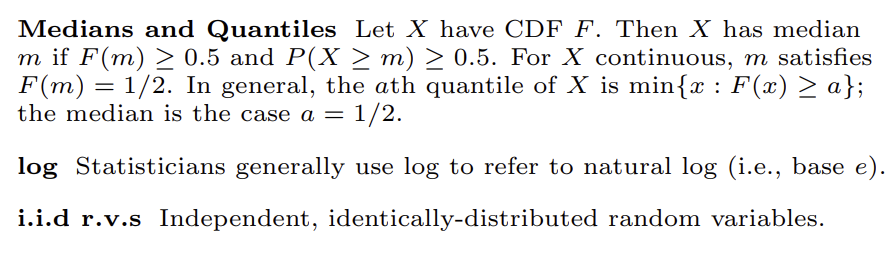 Medians and Quantiles Let X have CDF F. Then X has median
m if F(m) ≥ 0.5 and P(X ≥ m) ≥ 0.5. For X continuous, m satisfies
F(m) = 1/2. In general, the ath quantile of X is min{x : F(x) ≥ a};
the median is the case a = 1/2.
log Statisticians generally use log to refer to natural log (i.e., base e).
i.i.d r.v.s Independent, identically-distributed random variables.